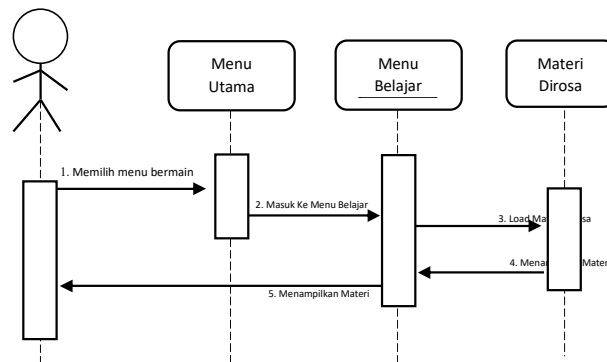 Menu
Utama
Menu
Belajar
Materi
Dirosa
1. Memilih menu bermain
2. Masuk Ke Menu Belajar
3. Load
4.
5. Menampilkan Materi